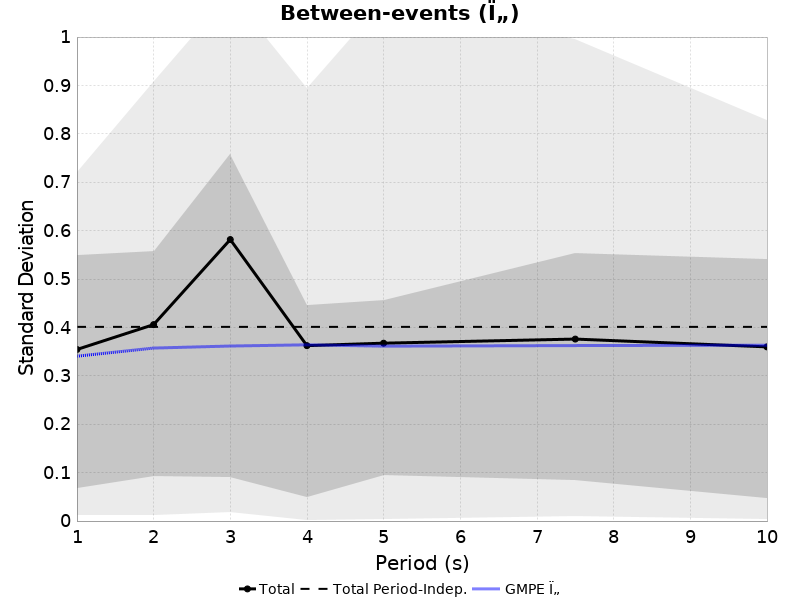 Between-events (Ï„)
Standard Deviation
1
0.9
0.8
0.7
0.6
0.5
0.4
0.3
0.2
0.1
0
1 2 3 4 5 6 7 8 9 10
Period (s)
Total Total Period-Indep. GMPE Ï„